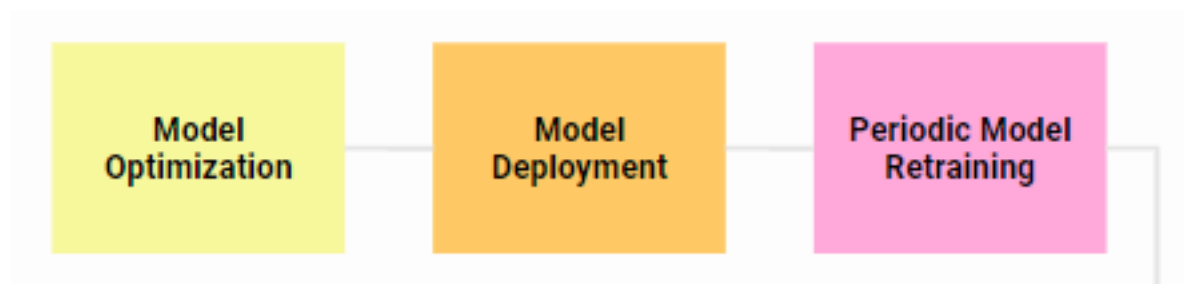 Model
Optimization
Model
Deployment
Periodic Model
Retraining